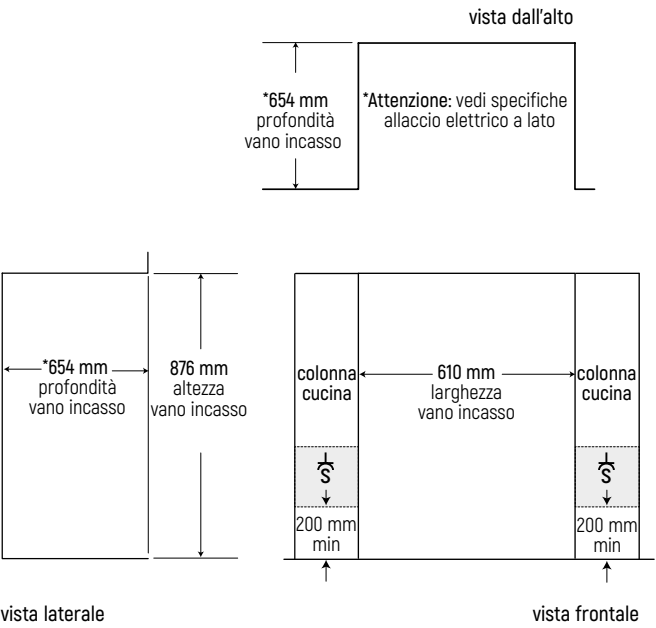 vista dall'alto
*654 mm
profondità
vano incasso
*Attenzione: vedi specifiche
allaccio elettrico a lato
*654 mm
profondità
vano incasso
876 mm
altezza
vano incasso
colonna
cucina
610 mm
larghezza
vano incasso
colonna
cucina
S
S
200 mm
min
200 mm
min
vista laterale
vista frontale